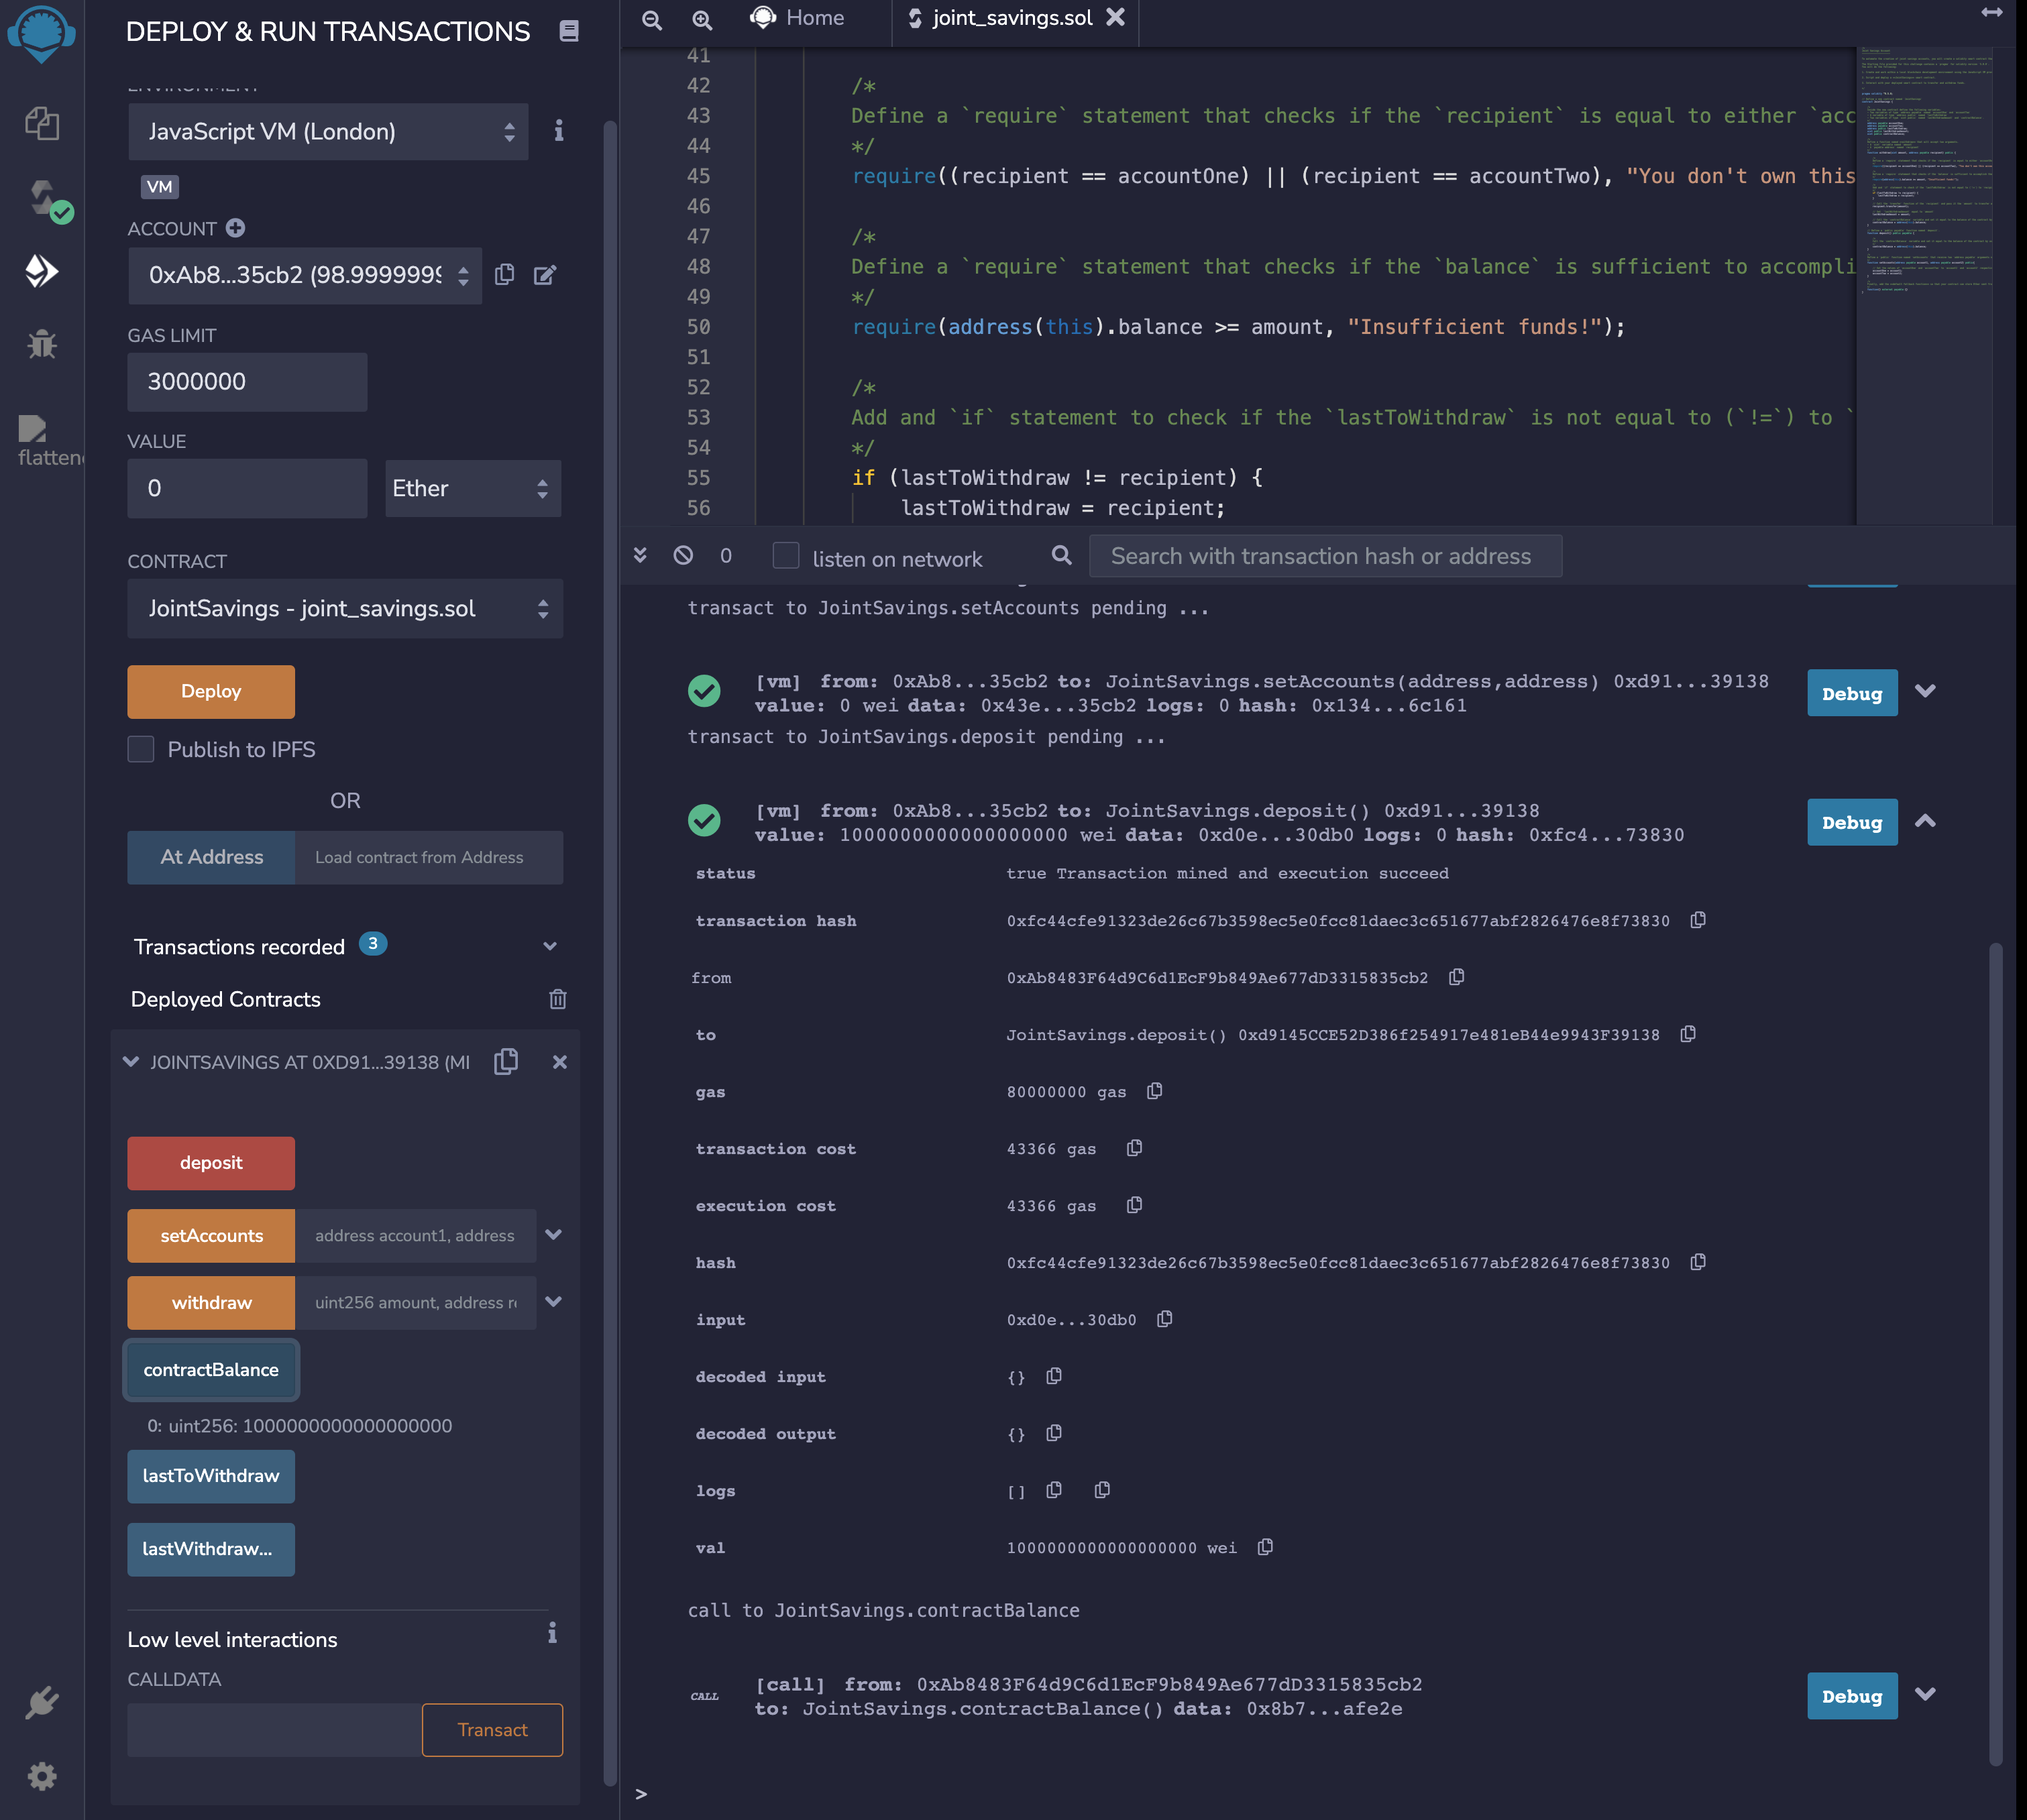 DEPLOY & RUN TRANSACTIONS
ENVIRONMENT
JavaScript VM (London)
VM
ACCOUNT
0xAb8...35cb2 (98.9999999
GAS LIMIT
3000000
VALUE
0
Ether
CONTRACT
JointSavings - joint_savings.sol
Deploy
Publish to IPFS
OR
At Address
Load contract from Address
Transactions recorded 3
Deployed Contracts
JOINTSAVINGS AT 0XD91...39138 (MI
deposit
setAccounts
address account1, address
withdraw
uint256 amount, address re
contractBalance
0: uint256: 1000000000000000000
lastToWithdraw
lastWithdraw...
Low level interactions
CALLDATA
Transact
flattene
Home
joint_savings.sol
41
42 /*
43 Define a `require` statement that checks if the `recipient` is equal to either `acc
44 */
45 require((recipient == accountOne) || (recipient == accountTwo), "You don't own this
46
47 /*
48 Define a `require` statement that checks if the `balance` is sufficient to accompli
49 */
50 require(address(this).balance >= amount, "Insufficient funds!");
51
52 /*
53 Add and `if` statement to check if the `lastToWithdraw` is not equal to (`!=`) to `
54 */
55 if (lastToWithdraw != recipient) {
56 lastToWithdraw = recipient;
0
listen on network
Search with transaction hash or address
transact to JointSavings.setAccounts pending ...
[vm] from: 0xAb8...35cb2 to: JointSavings.setAccounts(address,address) 0xd91...39138
value: 0 wei data: 0x43e...35cb2 logs: 0 hash: 0x134...6c161
Debug
transact to JointSavings.deposit pending ...
[vm] from: 0xAb8...35cb2 to: JointSavings.deposit() 0xd91...39138
value: 1000000000000000000 wei data: 0xd0e...30db0 logs: 0 hash: 0xfc4...73830
Debug
status true Transaction mined and execution succeed
transaction hash 0xfc44cfe91323de26c67b3598ec5e0fcc81daec3c651677abf2826476e8f73830
from 0xAb8483F64d9C6d1EcF9b849Ae677dD3315835cb2
to JointSavings.deposit() 0xd9145CCE52D386f254917e481eB44e9943F39138
gas 80000000 gas
transaction cost 43366 gas
execution cost 43366 gas
hash 0xfc44cfe91323de26c67b3598ec5e0fcc81daec3c651677abf2826476e8f73830
input 0xd0e...30db0
decoded input {}
decoded output {}
logs []
val 1000000000000000000 wei
call to JointSavings.contractBalance
CALL
[call] from: 0xAb8483F64d9C6d1EcF9b849Ae677dD3315835cb2
to: JointSavings.contractBalance() data: 0x8b7...afe2e
Debug
>